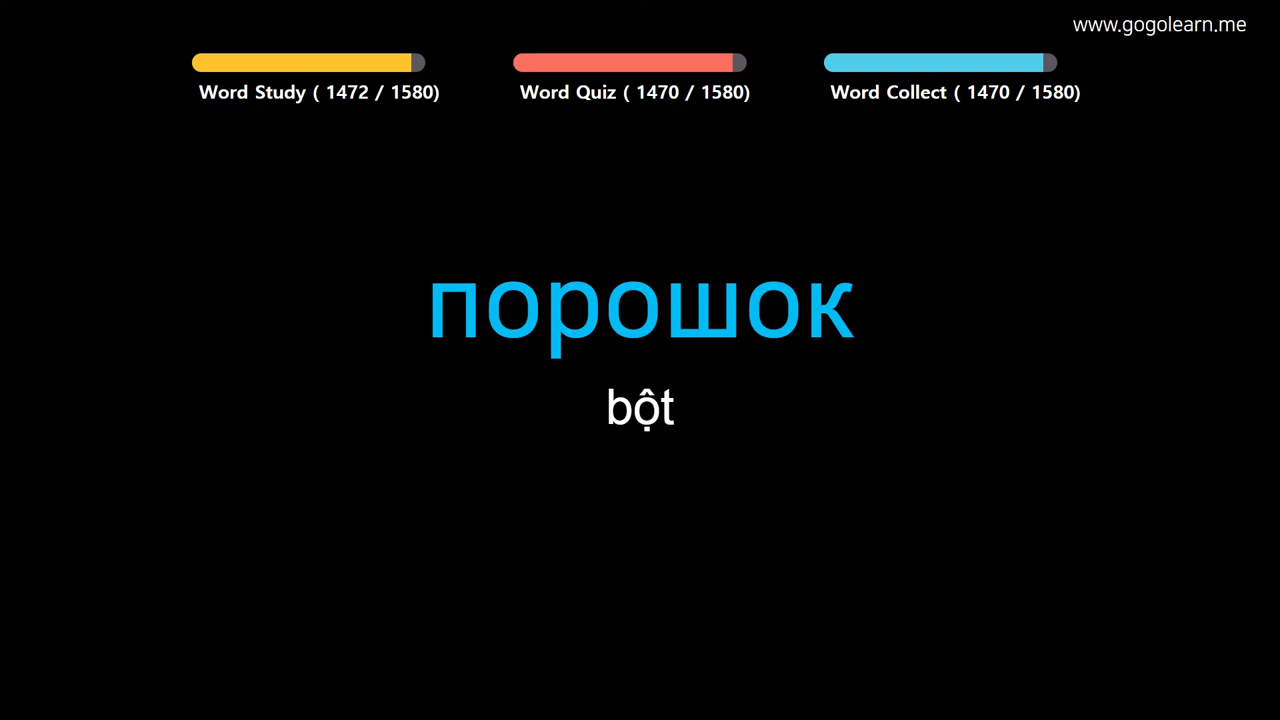 www.gogolearn.me
Word Study ( 1472 / 1580)
Word Quiz ( 1470 / 1580)
Word Collect ( 1470 / 1580)
порошок
bột